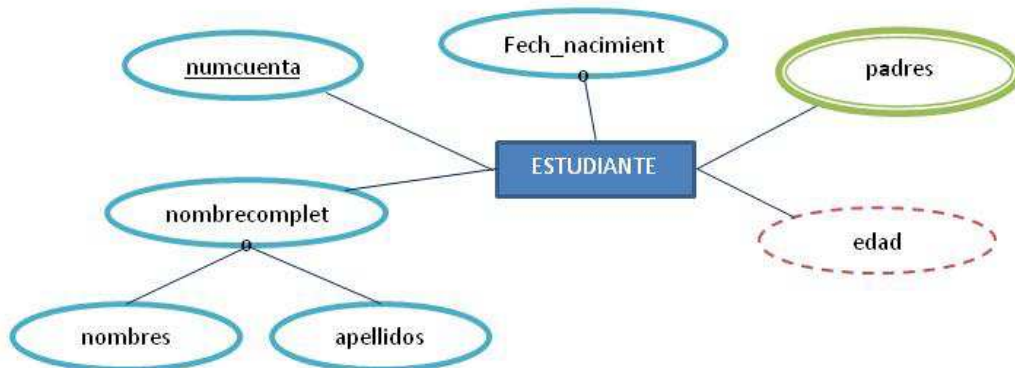 Fech_nacimient
o
numcuenta
padres
ESTUDIANTE
nombrecomplet
o
edad
nombres
apellidos